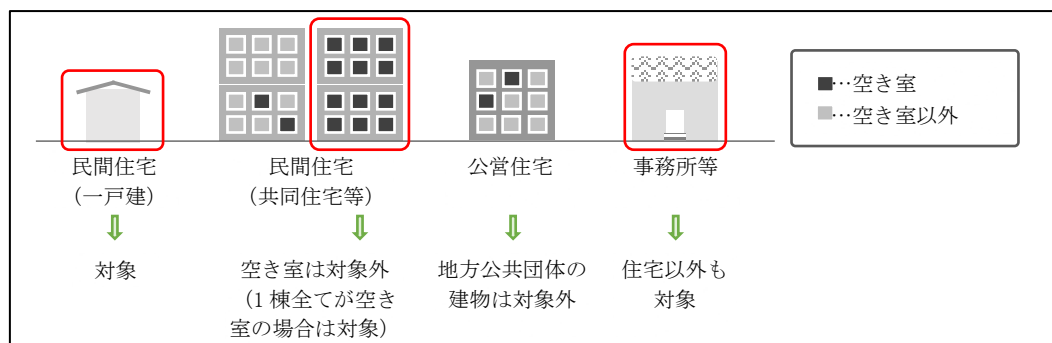 ■…空き室
■…空き室以外
民間住宅
(一戸建)
民間住宅
(共同住宅等)
公営住宅
事務所等
対象
空き室は対象外
(1棟全てが空き
室の場合は対象)
地方公共団体の
建物は対象外
住宅以外も
対象